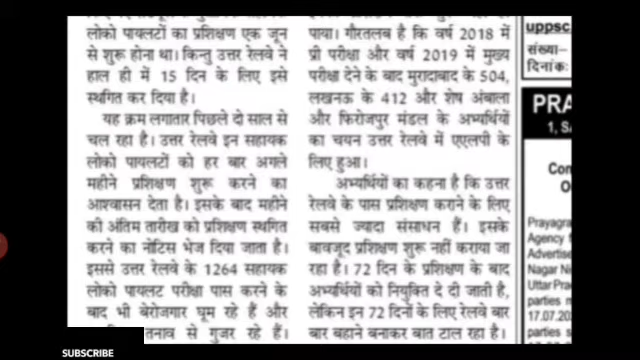 लोको पायलटों का प्रशिक्षण एक जून
से शुरू होना था। किन्तु उत्तर रेलवे ने
हाल ही में 15 दिन के लिए इसे
स्थगित कर दिया है।
यह क्रम लगातार पिछले दो साल से
चल रहा है। उत्तर रेलवे इन सहायक
लोको पायलटों को हर बार अगले
महीने प्रशिक्षण शुरू करने का
आश्वासन देता है। इसके बाद महीने
की अंतिम तारीख को प्रशिक्षण स्थगित
करने का नोटिस भेज दिया जाता है।
इससे उत्तर रेलवे के 1264 सहायक
लोको पायलट परीक्षा पास करने के
बाद भी बेरोजगार घूम रहे हैं और
तनाव से गुजर रहे हैं।
पाया। गौरतलब है कि वर्ष 2018 में
प्री परीक्षा और वर्ष 2019 में मुख्य
परीक्षा देने के बाद मुरादाबाद के 504,
लखनऊ के 412 और शेष अंबाला
और फिरोजपुर मंडल के अभ्यर्थियों
का चयन उत्तर रेलवे में एएलपी के
लिए हुआ।
अभ्यर्थियों का कहना है कि उत्तर
रेलवे के पास प्रशिक्षण कराने के लिए
सबसे ज्यादा संसाधन हैं। इसके
बावजूद प्रशिक्षण शुरू नहीं कराया जा
रहा है। 72 दिन के प्रशिक्षण के बाद
अभ्यर्थियों को नियुक्ति दे दी जाती है,
लेकिन इन 72 दिनों के लिए रेलवे बार
बार बहाने बनाकर बात टाल रहा है।
uppsc.
संख्या-
दिनांकः
PRA
1, SA
Con
O
Prayagra
Agency f
Advertise
Nagar Ni
Uttar Prad
parties m
17.07.202
parties s
17.07.20
SUBSCRIBE